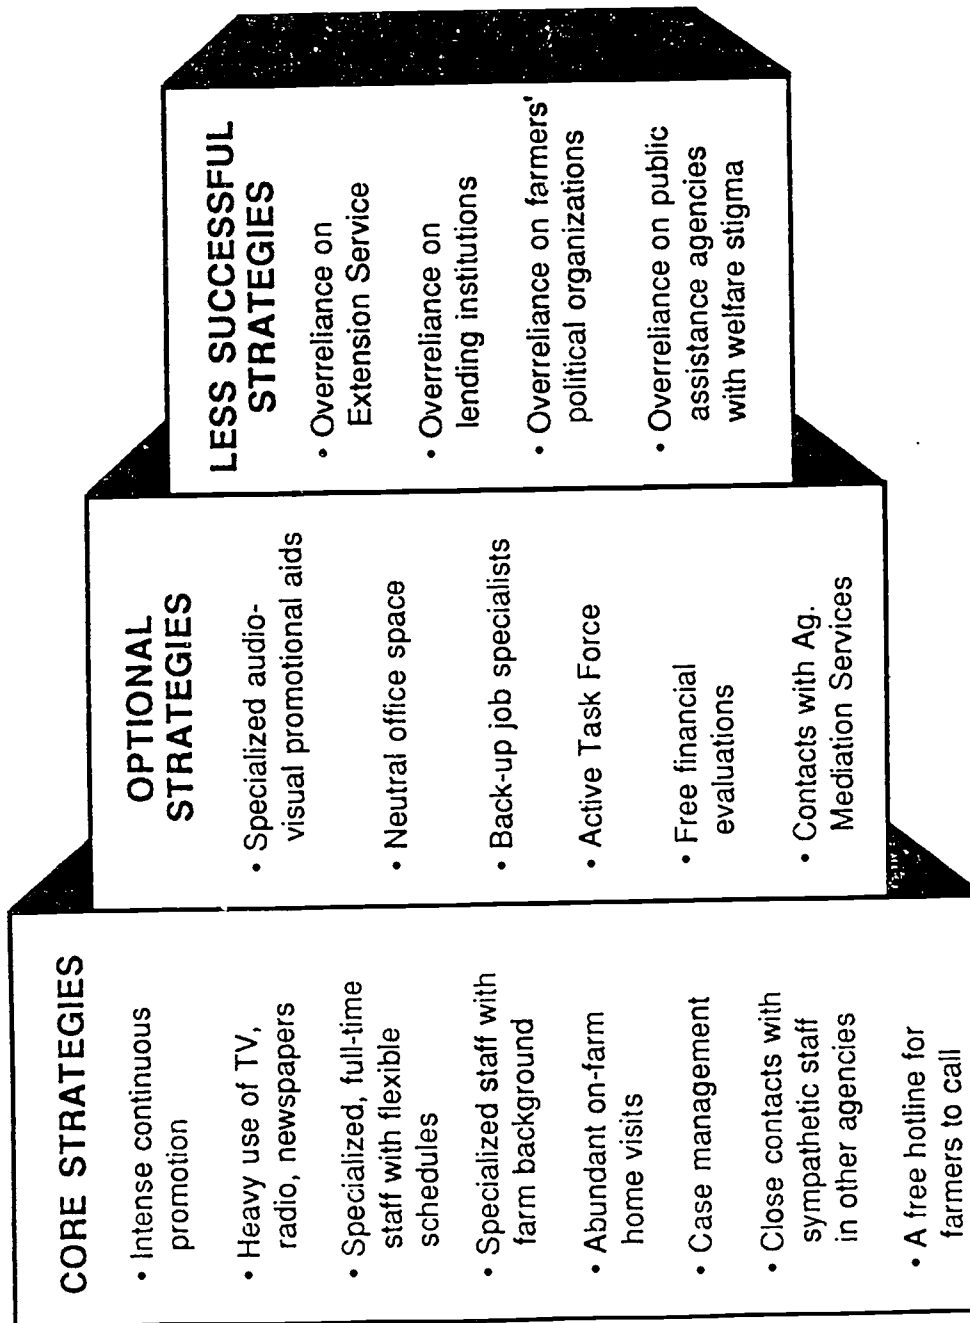 CORE STRATEGIES
• Intense continuous
promotion
• Heavy use of TV,
radio, newspapers
• Specialized, full-time
staff with flexible
schedules
• Specialized staff with
farm background
• Abundant on-farm
home visits
• Case management
• Close contacts with
sympathetic staff
in other agencies
• A free hotline for
farmers to call
OPTIONAL
STRATEGIES
• Specialized audio-
visual promotional aids
• Neutral office space
• Back-up job specialists
• Active Task Force
• Free financial
evaluations
• Contacts with Ag.
Mediation Services
LESS SUCCESSFUL
STRATEGIES
• Overreliance on
Extension Service
• Overreliance on
lending institutions
• Overreliance on farmers'
political organizations
• Overreliance on public
assistance agencies
with welfare stigma